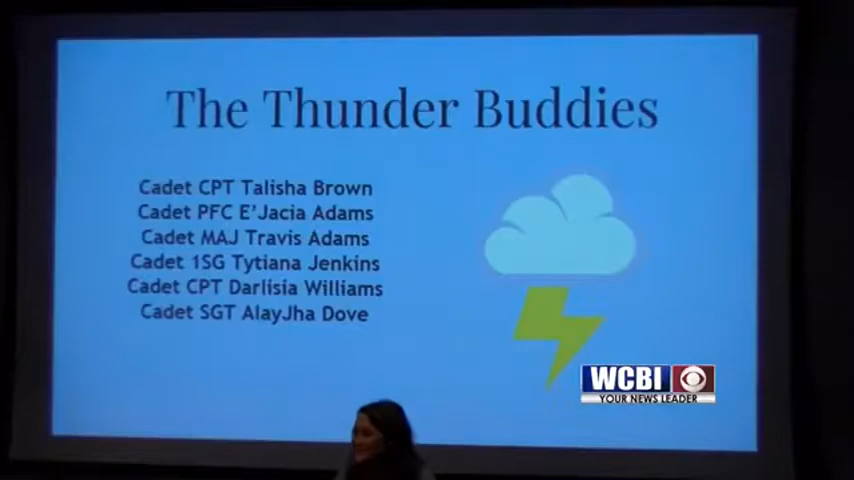 The Thunder Buddies
Cadet CPT Talisha Brown
Cadet PFC E'Jacia Adams
Cadet MAJ Travis Adams
Cadet 1SG Tytiana Jenkins
Cadet CPT Darlisia Williams
Cadet SGT AlayJha Dove
WCBI
YOUR NEWS LEADER